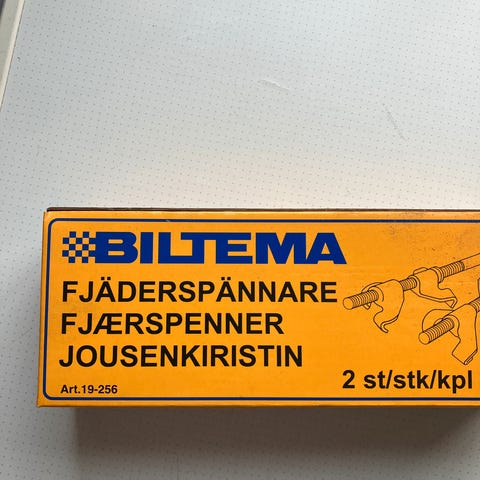 BILTEMA
FJÄDERSPÄNNARE
FJÆRSPENNER
JOUSENKIRISTIN
Art.19-256
2 st/stk/kpl